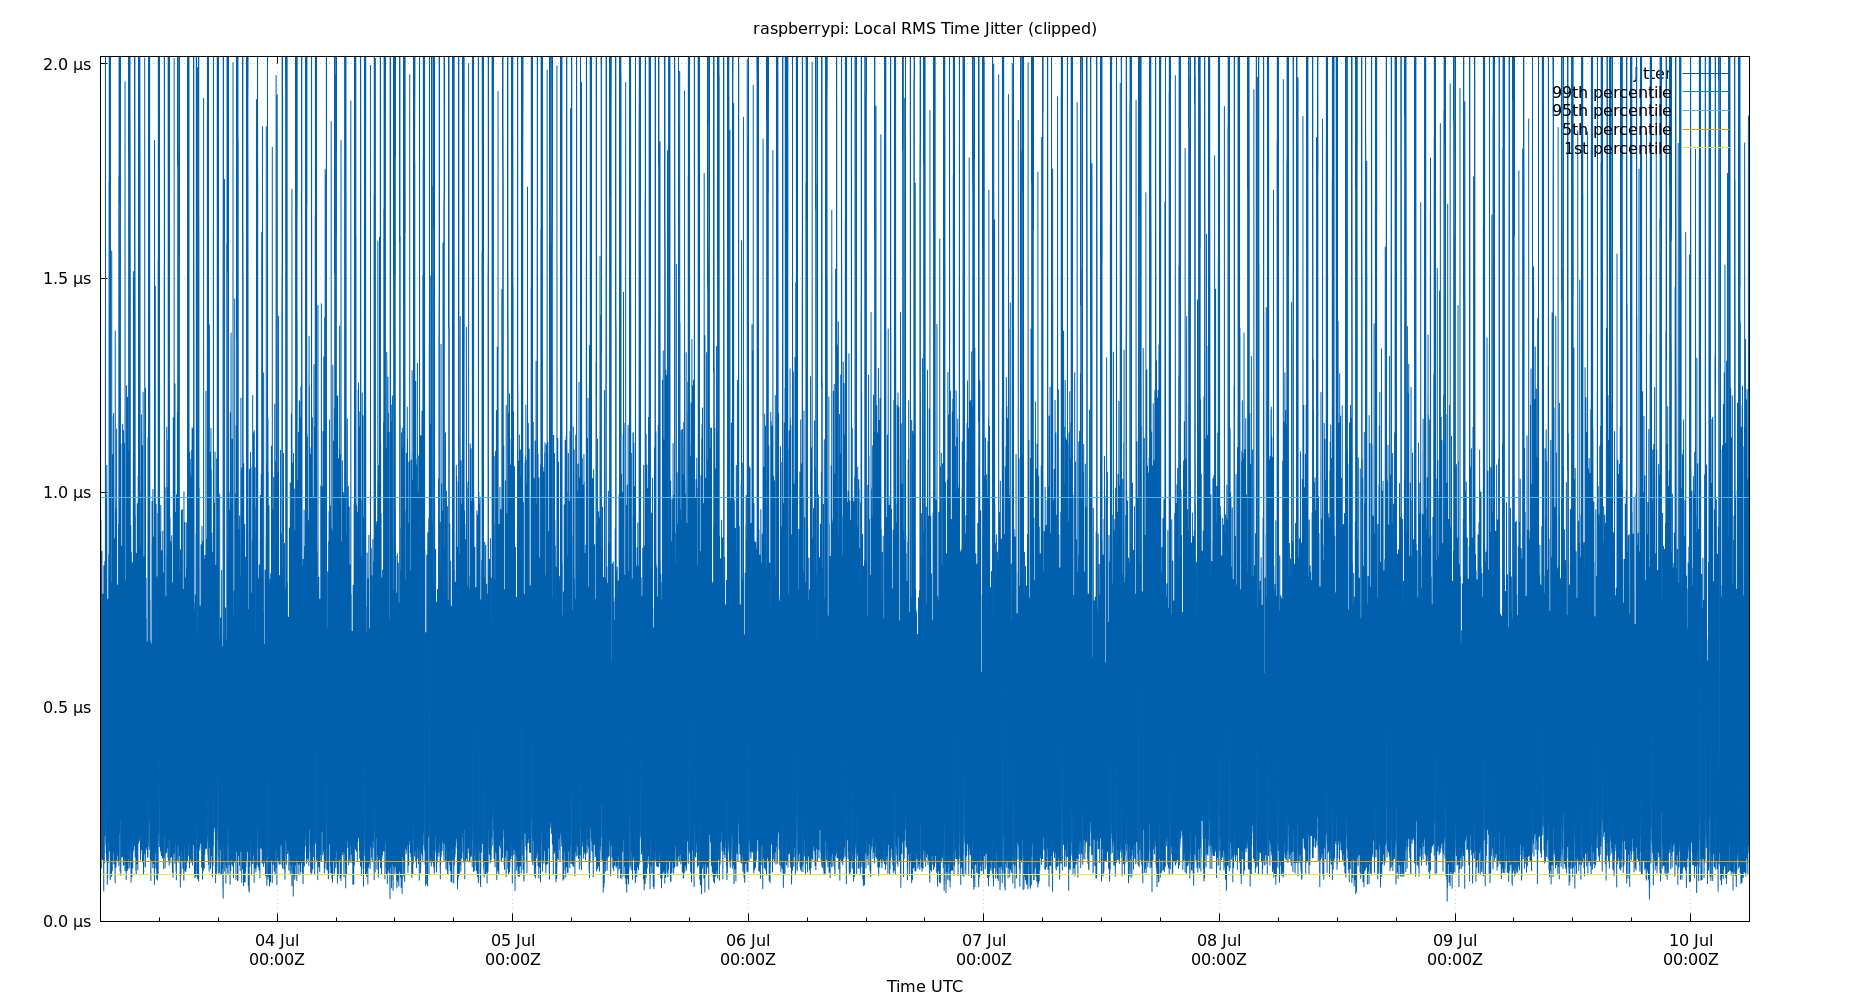 raspberrypi: Local RMS Time Jitter (clipped)
2.0 μs
1.5 μs
1.0 μs
0.5 μs
0.0 μs
jitter
99th percentile
95th percentile
5th percentile
1st percentile
04 Jul 05 Jul 06 Jul 07 Jul 08 Jul 09 Jul 10 Jul
00:00Z 00:00Z 00:00Z 00:00Z 00:00Z 00:00Z 00:00Z
Time UTC